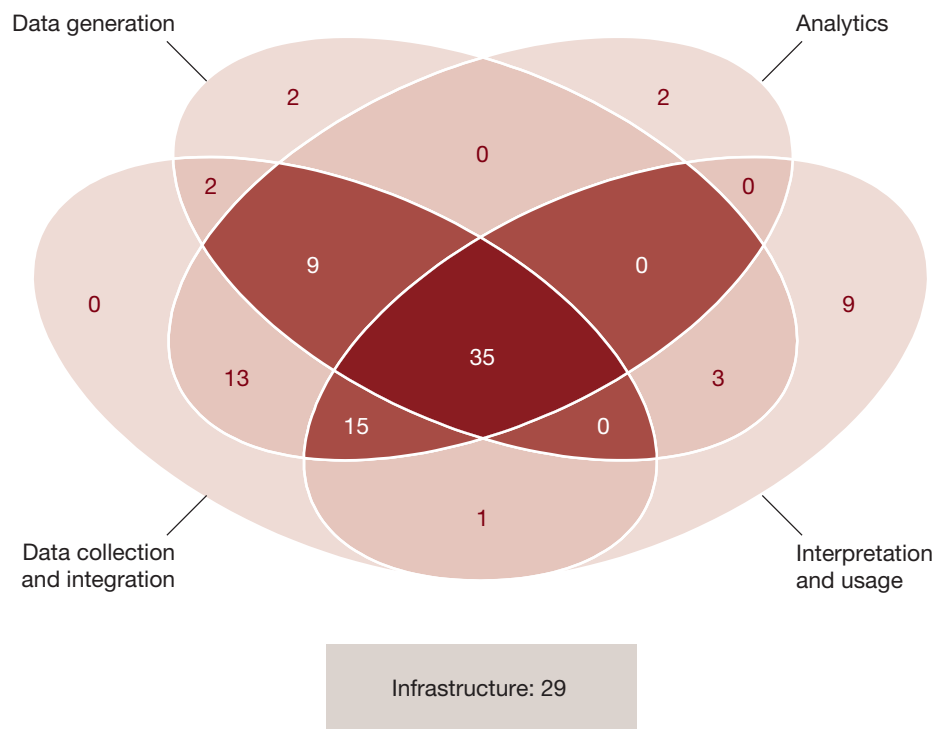 Data generation
Analytics
2
2
0
2
0
9
0
0
9
35
13
3
15
0
1
Data collection
and integration
Interpretation
and usage
Infrastructure: 29